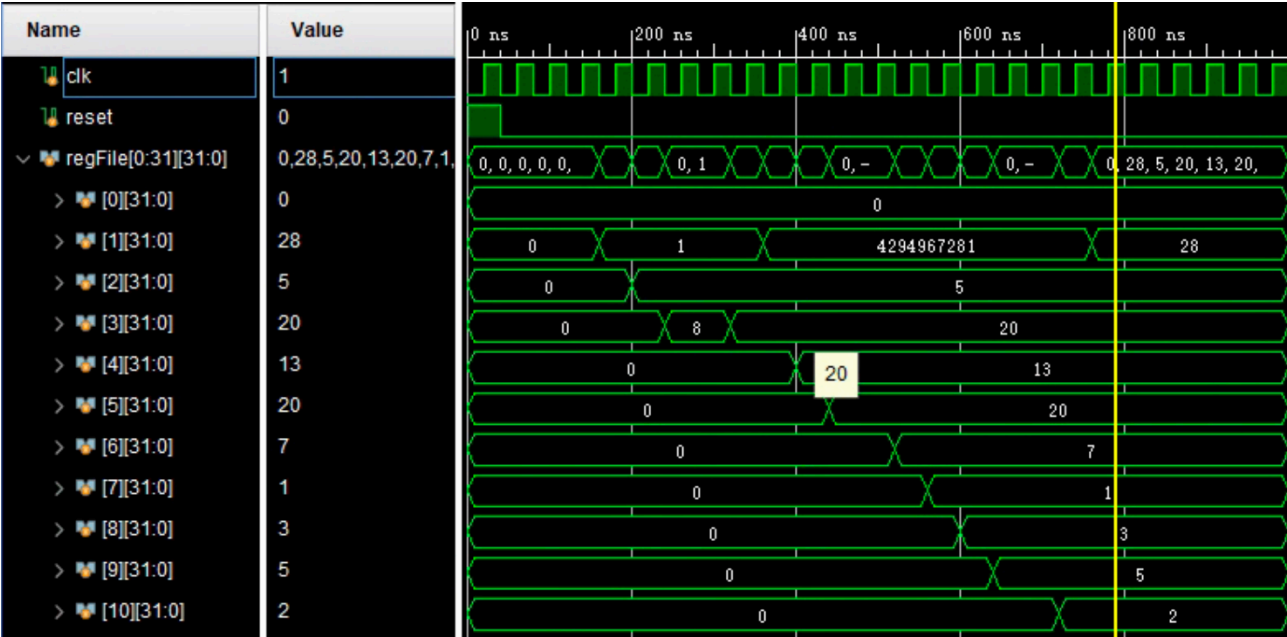 Name Value 0 ns 200 ns 400 ns 600 ns 800 ns
clk 1
reset 0
regFile[0:31][31:0] 0,28,5,20,13,20,7,1, 0, 0, 0, 0, 0, 0, 1 0,- 0,- 0, 28, 5, 20, 13, 20,
[0][31:0] 0 0
[1][31:0] 28 0 1 4294967281 28
[2][31:0] 5 0 5
[3][31:0] 20 0 8 20
[4][31:0] 13 0 20 13
[5][31:0] 20 0 20
[6][31:0] 7 0 7
[7][31:0] 1 0 1
[8][31:0] 3 0 3
[9][31:0] 5 0 5
[10][31:0] 2 0 2